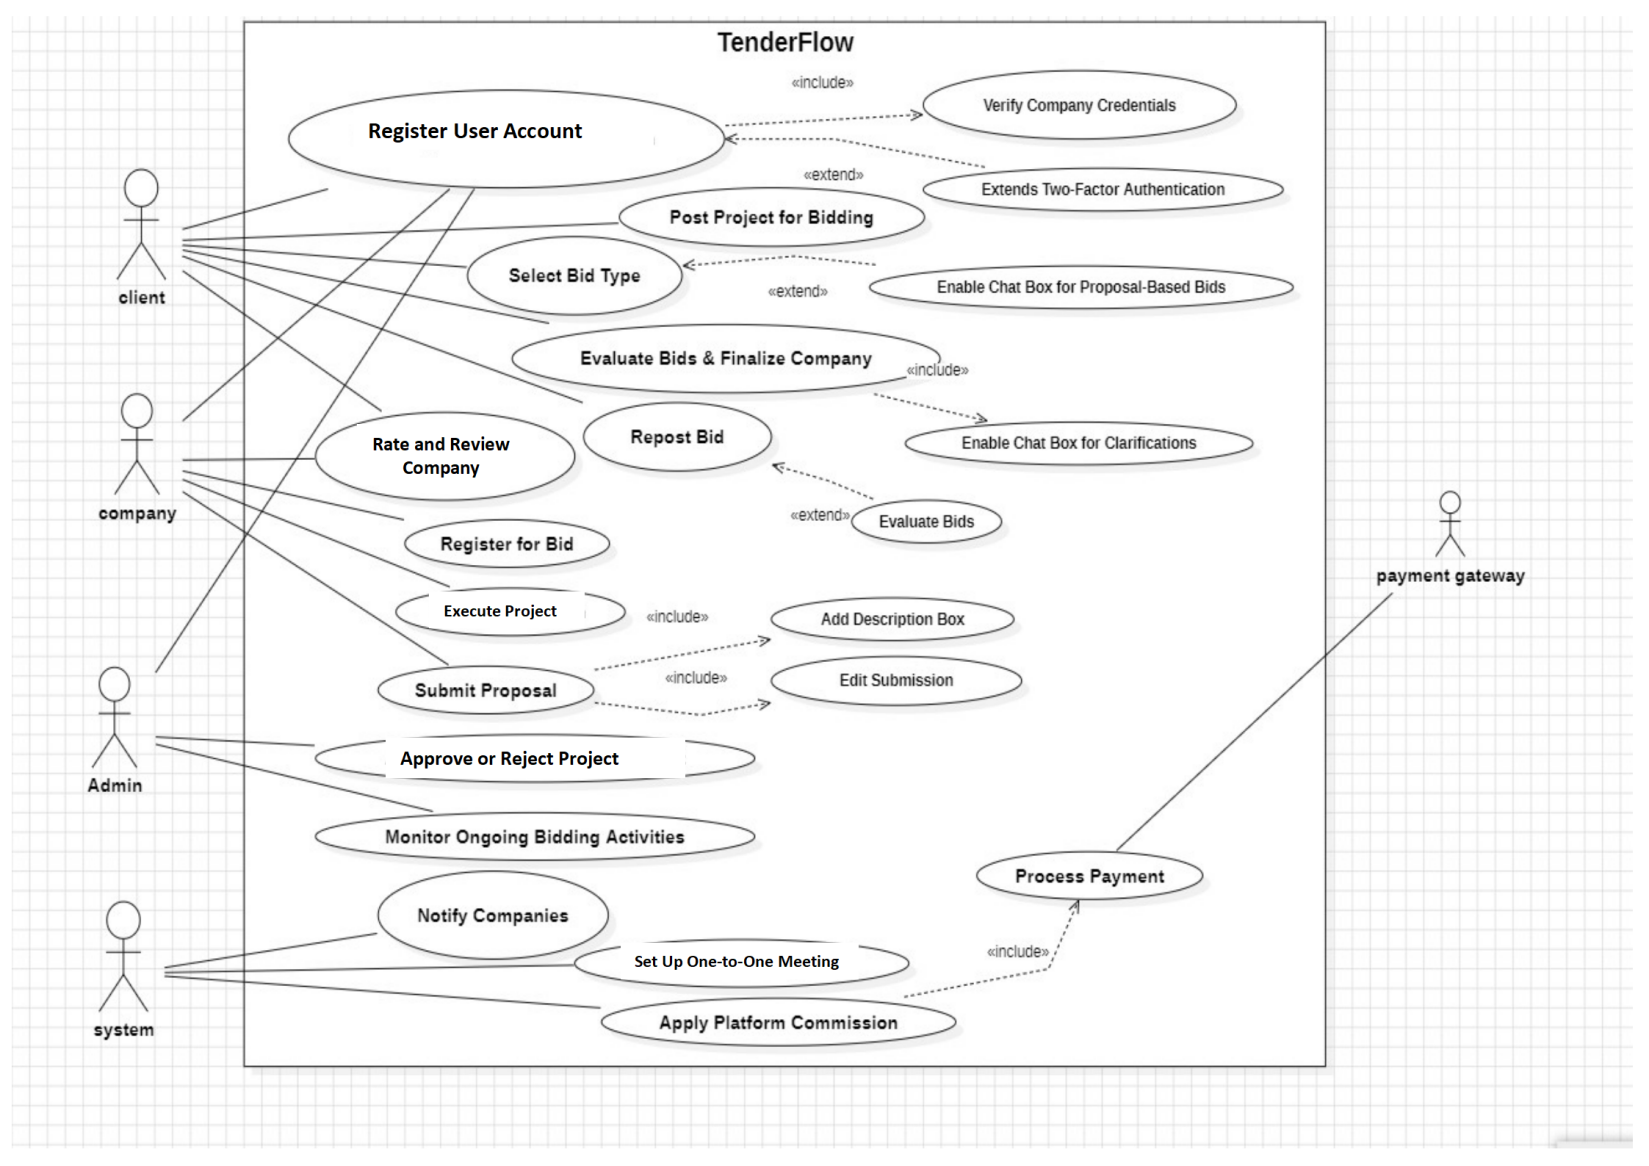 TenderFlow
«include»
Verify Company Credentials
Register User Account
«extend»
Extends Two-Factor Authentication
Post Project for Bidding
client
Select Bid Type
«extend»
Enable Chat Box for Proposal-Based Bids
Evaluate Bids & Finalize Company
«include»
Repost Bid
Enable Chat Box for Clarifications
Rate and Review
Company
company
«extend»
Evaluate Bids
Register for Bid
payment gateway
Execute Project
«include»
Add Description Box
Submit Proposal
«include»
Edit Submission
Approve or Reject Project
Admin
Monitor Ongoing Bidding Activities
Process Payment
Notify Companies
«include»
Set Up One-to-One Meeting
Apply Platform Commission
system